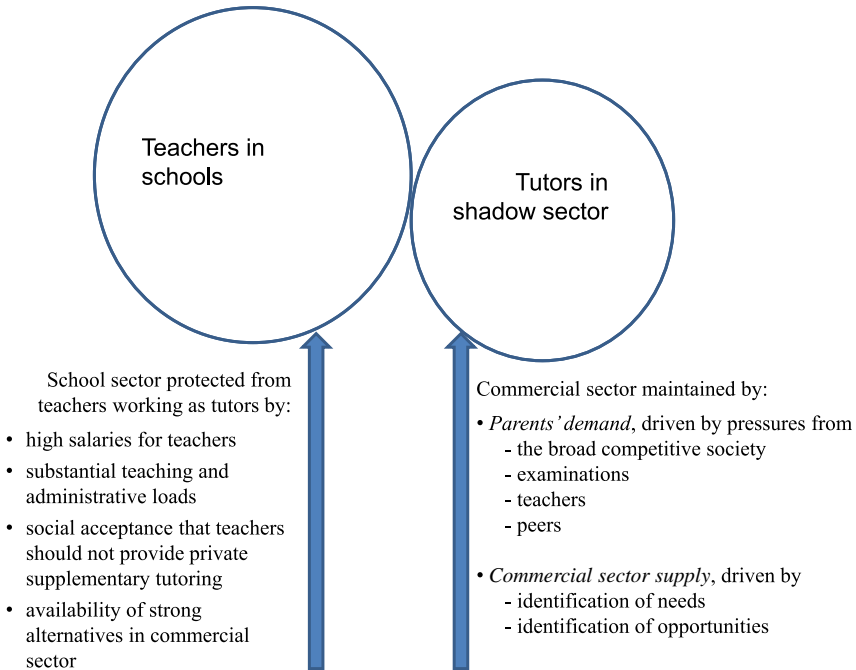 Teachers in
schools
Tutors in
shadow sector
School sector protected from
teachers working as tutors by:
• high salaries for teachers
• substantial teaching and
administrative loads
• social acceptance that teachers
should not provide private
supplementary tutoring
• availability of strong
alternatives in commercial
sector
Commercial sector maintained by:
• Parents' demand, driven by pressures from
- the broad competitive society
- examinations
- teachers
- peers
• Commercial sector supply, driven by
- identification of needs
- identification of opportunities